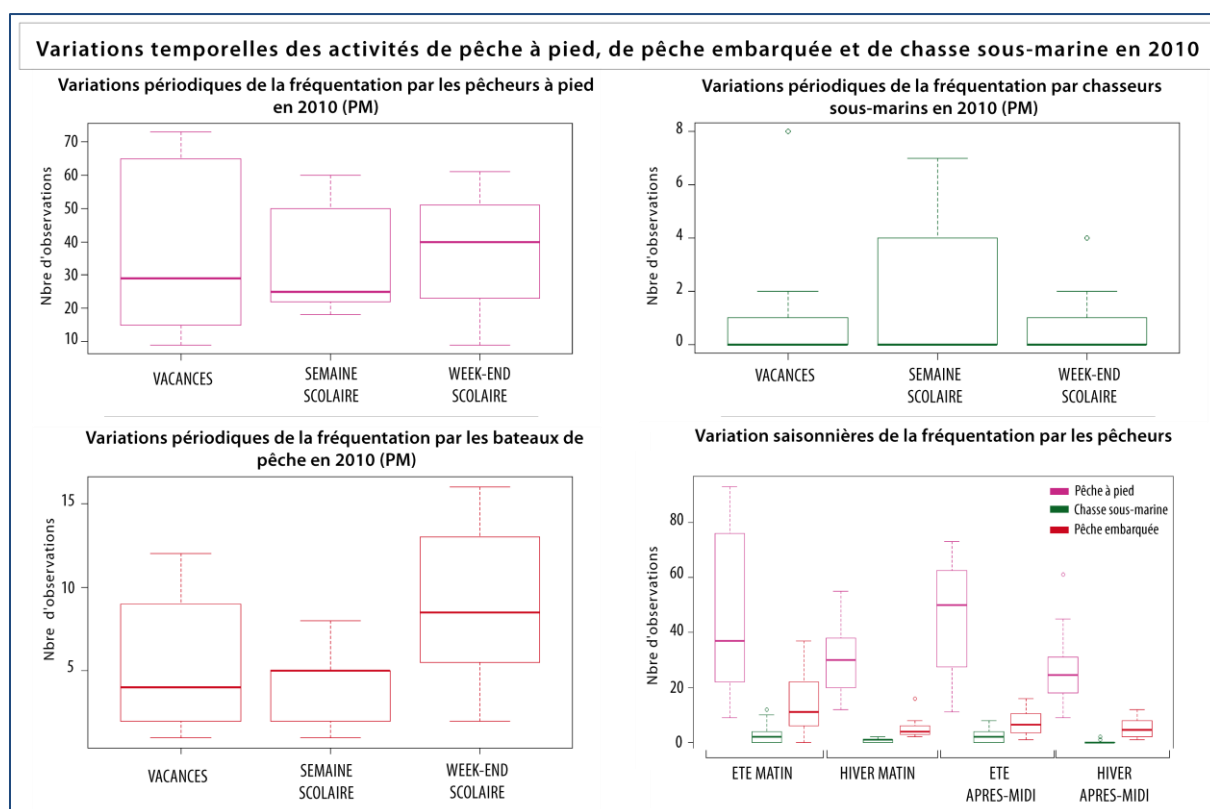 Variations temporelles des activités de pêche à pied, de pêche embarquée et de chasse sous-marine en 2010
Variations périodiques de la fréquentation par les pêcheurs à pied
en 2010 (PM)
Nbre d'observations
70
60
50
40
30
20
10
VACANCES
SEMAINE
SCOLAIRE
WEEK-END
SCOLAIRE
Variations périodiques de la fréquentation par chasseurs
sous-marins en 2010 (PM)
Nbre d'observations
8
6
4
2
0
VACANCES
SEMAINE
SCOLAIRE
WEEK-END
SCOLAIRE
Variations périodiques de la fréquentation par les bateaux de
pêche en 2010 (PM)
Nbre d'observations
15
10
5
VACANCES
SEMAINE
SCOLAIRE
WEEK-END
SCOLAIRE
Variation saisonnières de la fréquentation par les pêcheurs
Nbre d'observations
80
60
40
20
0
Pêche à pied
Chasse sous-marine
Pêche embarquée
ETE MATIN
HIVER MATIN
ETE
APRES-MIDI
HIVER
APRES-MIDI